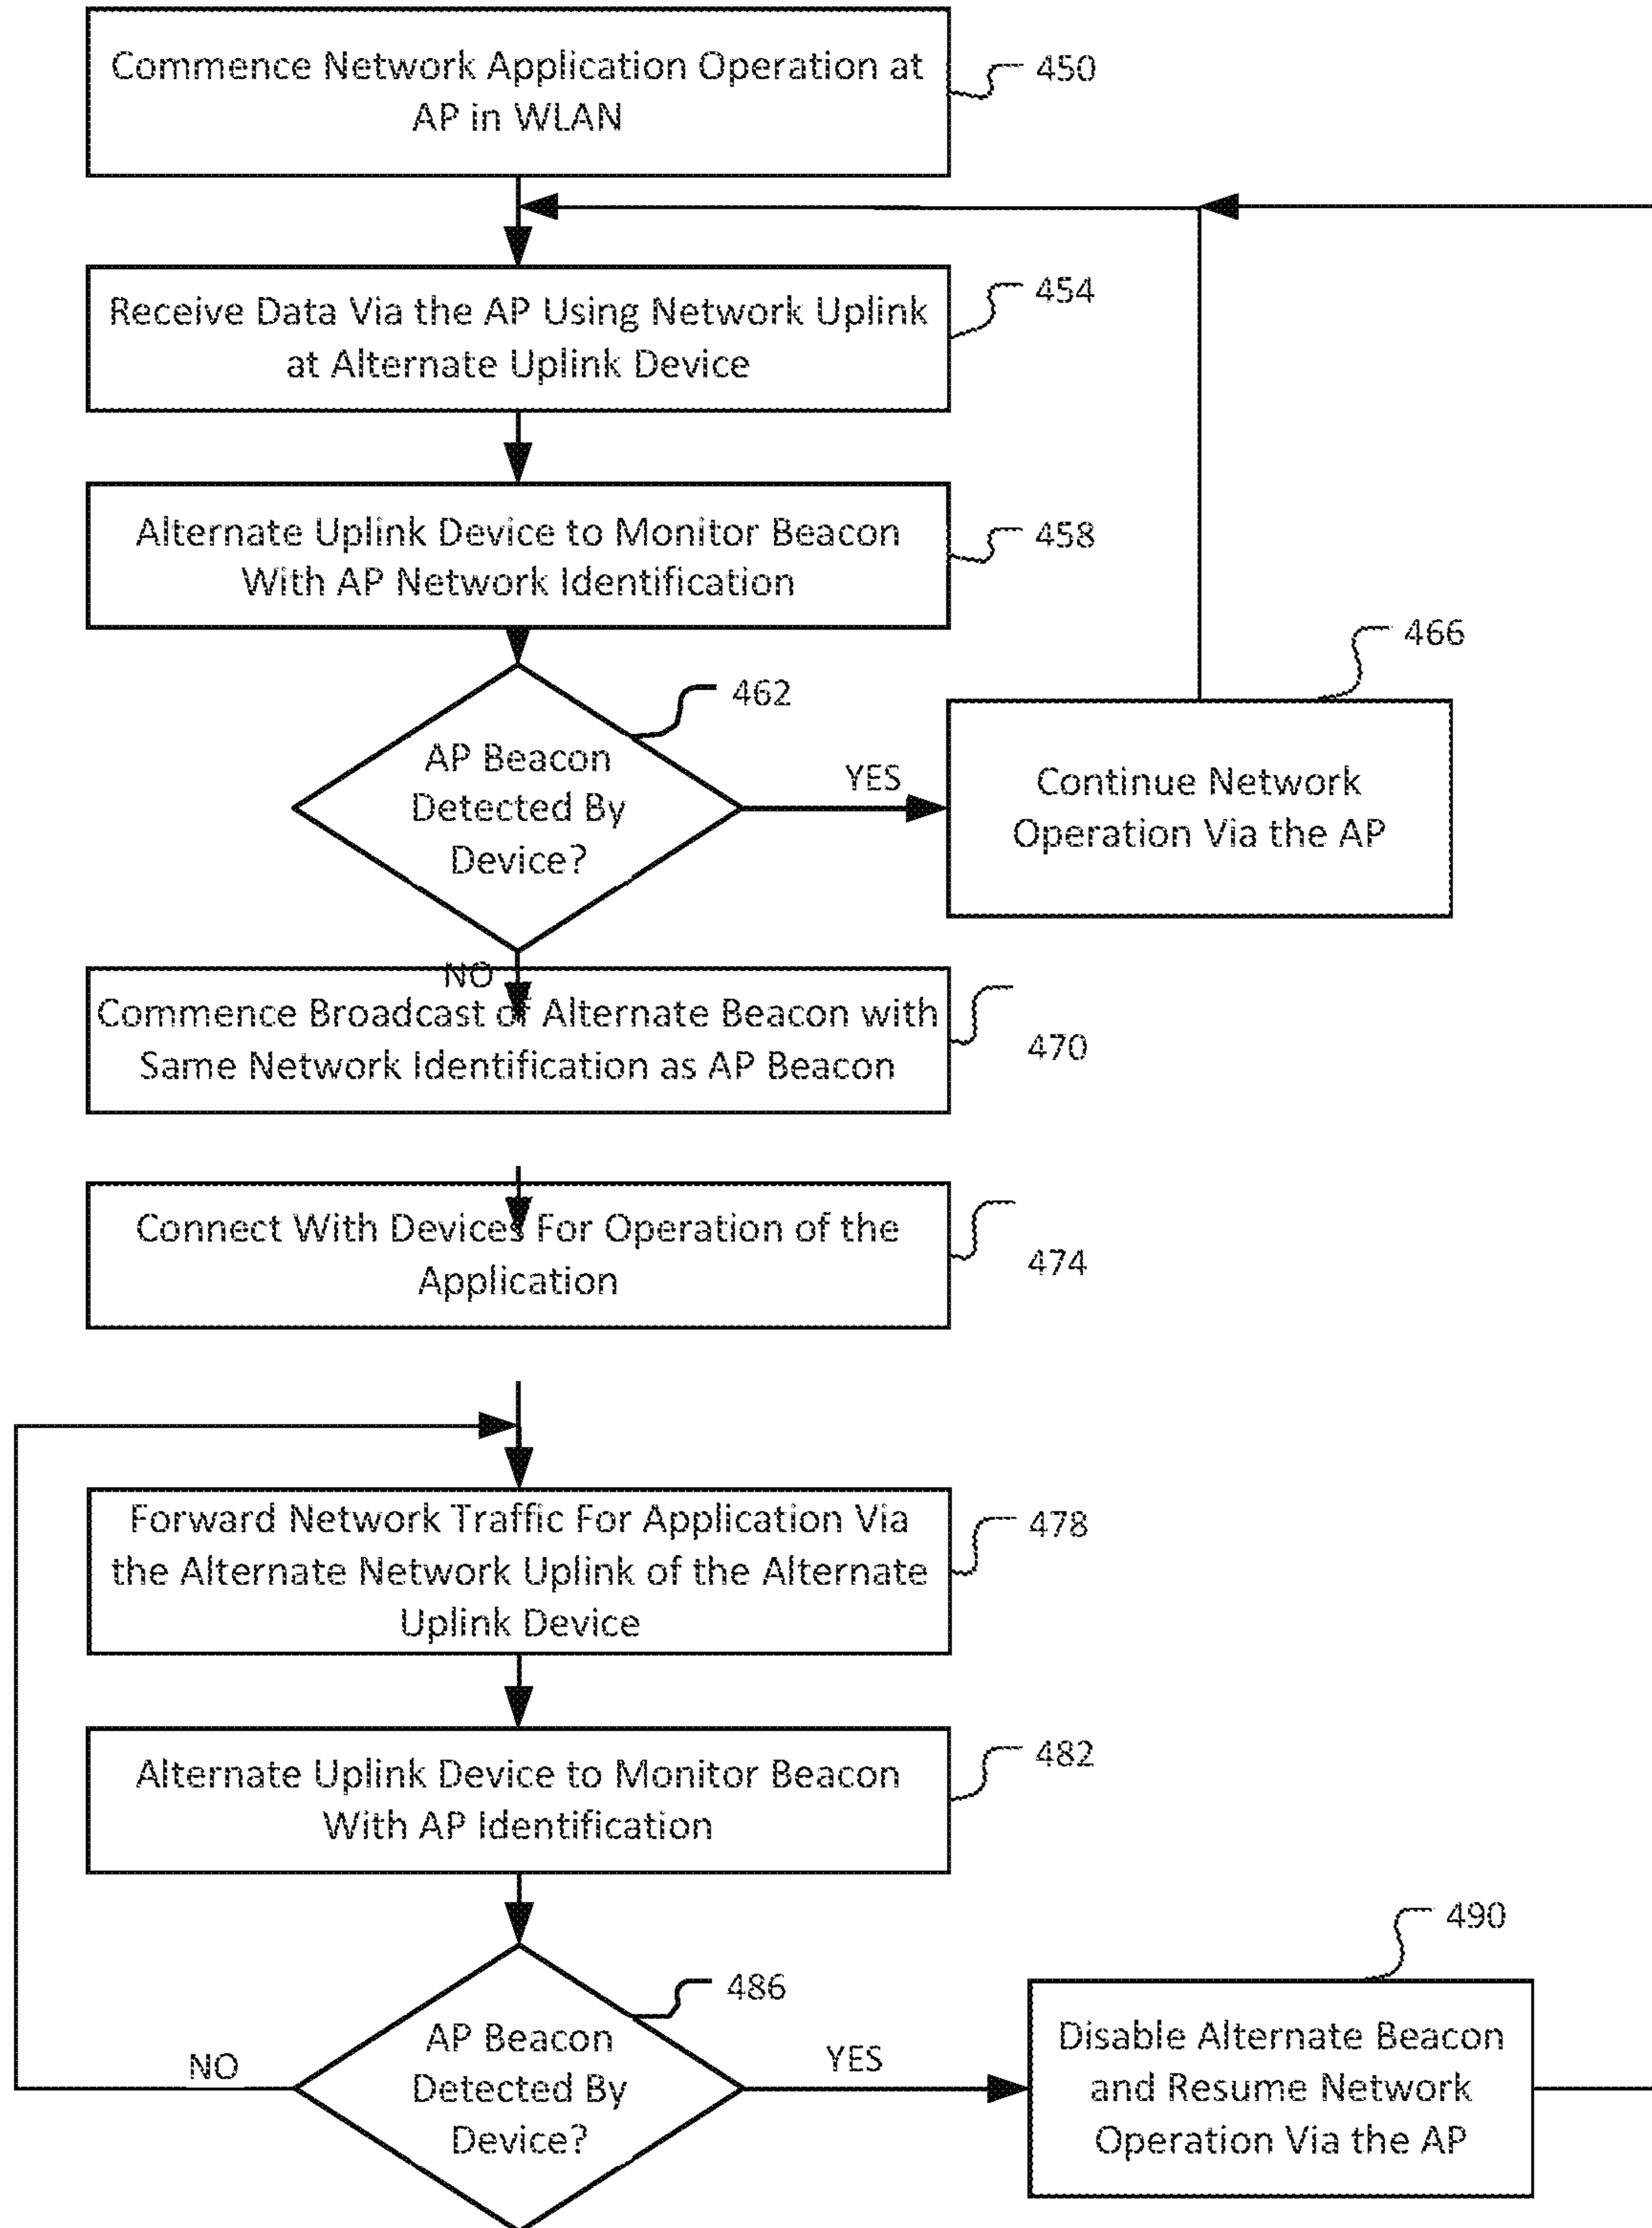 Commence Network Application Operation at
AP in WLAN
450
Receive Data Via the AP Using Network Uplink
at Alternate Uplink Device
454
Alternate Uplink Device to Monitor Beacon
With AP Network Identification
458
462
AP Beacon
Detected By
Device?
YES
466
Continue Network
Operation Via the AP
NO
Commence Broadcast of Alternate Beacon with
Same Network Identification as AP Beacon
470
Connect With Devices For Operation of the
Application
474
Forward Network Traffic For Application Via
the Alternate Network Uplink of the Alternate
Uplink Device
478
Alternate Uplink Device to Monitor Beacon
With AP Identification
482
486
AP Beacon
Detected By
Device?
NO
YES
490
Disable Alternate Beacon
and Resume Network
Operation Via the AP